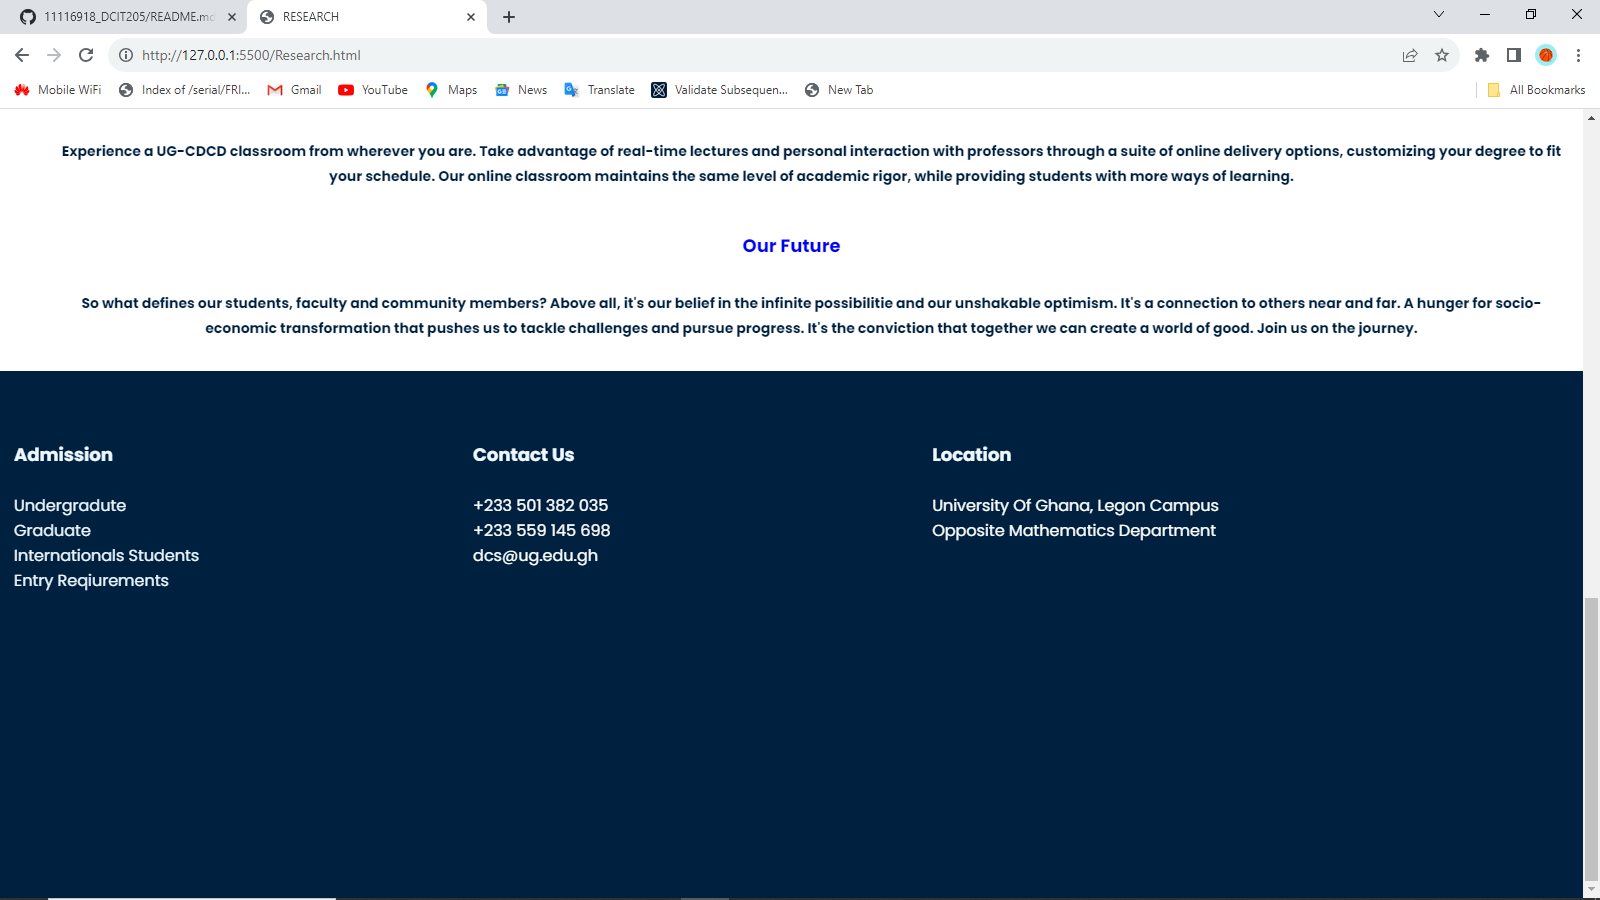 11116918_DCIT205/README.md
RESEARCH
http://127.0.0.1:5500/Research.html
Mobile WiFi
Index of /serial/FRI...
Gmail
YouTube
Maps
News
Translate
Validate Subsequen...
New Tab
All Bookmarks
Experience a UG-CDCD classroom from wherever you are. Take advantage of real-time lectures and personal interaction with professors through a suite of online delivery options, customizing your degree to fit
your schedule. Our online classroom maintains the same level of academic rigor, while providing students with more ways of learning.
Our Future
So what defines our students, faculty and community members? Above all, it's our belief in the infinite possibilitie and our unshakable optimism. It's a connection to others near and far. A hunger for socio-
economic transformation that pushes us to tackle challenges and pursue progress. It's the conviction that together we can create a world of good. Join us on the journey.
Admission
Undergradute
Graduate
Internationals Students
Entry Reqiurements
Contact Us
+233 501 382 035
+233 559 145 698
dcs@ug.edu.gh
Location
University Of Ghana, Legon Campus
Opposite Mathematics Department